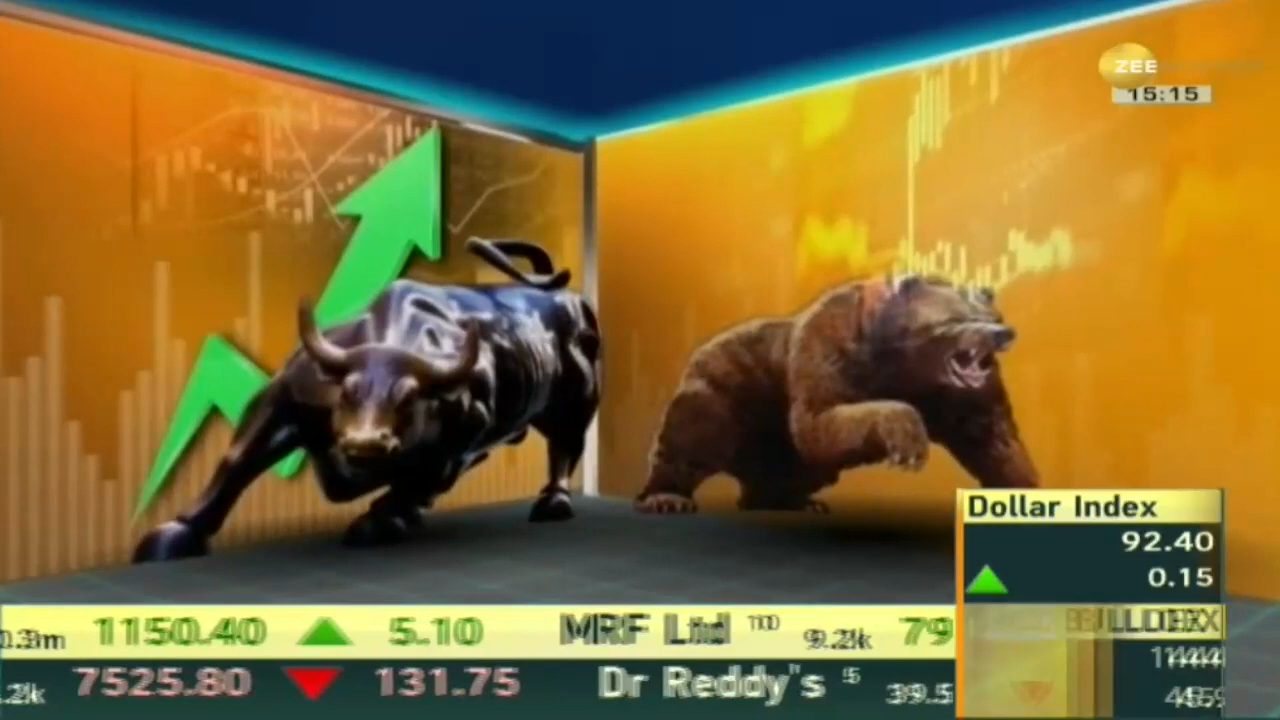 ZEE
15:15
Dollar Index
92.40
0.15
1150.40 5.10 MRF Ltd 9.2k 79
7525.80 131.75 Dr Reddy's 39.5